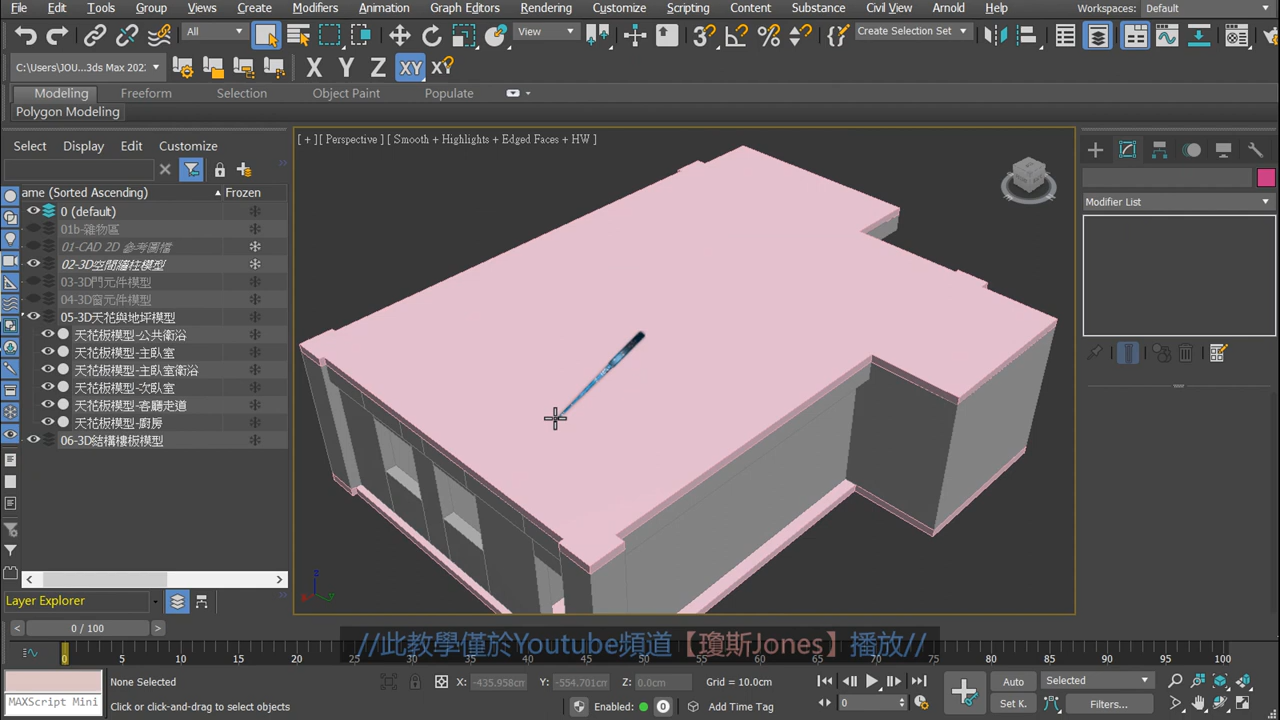 File Edit Tools Group Views Create Modifiers Animation Graph Editors Rendering Customize Scripting Civil View Content Substance Arnold Help Workspaces: Default
All View Create Selection Set
C:\Users\JOU...3ds Max 202 X Y Z XY XY
Modeling Freeform Selection Object Paint Populate
Polygon Modeling
Select Display Edit Customize
[ + ] [ Perspective ] [ Smooth + Highlights + Edged Faces + HW ]
ame (Sorted Ascending) Frozen
Modifier List
0 (default)
01b-雜物區
01-CAD 2D 參考圖檔
02-3D空間牆柱模型
03-3D門元件模型
04-3D窗元件模型
05-3D天花與地坪模型
天花板模型-公共衛浴
天花板模型-主臥室
天花板模型-主臥室衛浴
天花板模型-次臥室
天花板模型-客廳走道
天花板模型-廚房
06-3D結構樓板模型
Layer Explorer
0 / 100
//此教學僅於Youtube頻道【瓊斯Jones】播放//
0 5 10 15 20 25 30 35 40 45 50 55 60 65 70 75 80 85 90 95 100
None Selected X: -435.958cm Y: -554.701cm Z: 0.0cm Grid = 10.0cm Auto Selected
MAXScript Mini Click or click-and-drag to select objects Enabled: 0 Add Time Tag 0 Set K. Filters...